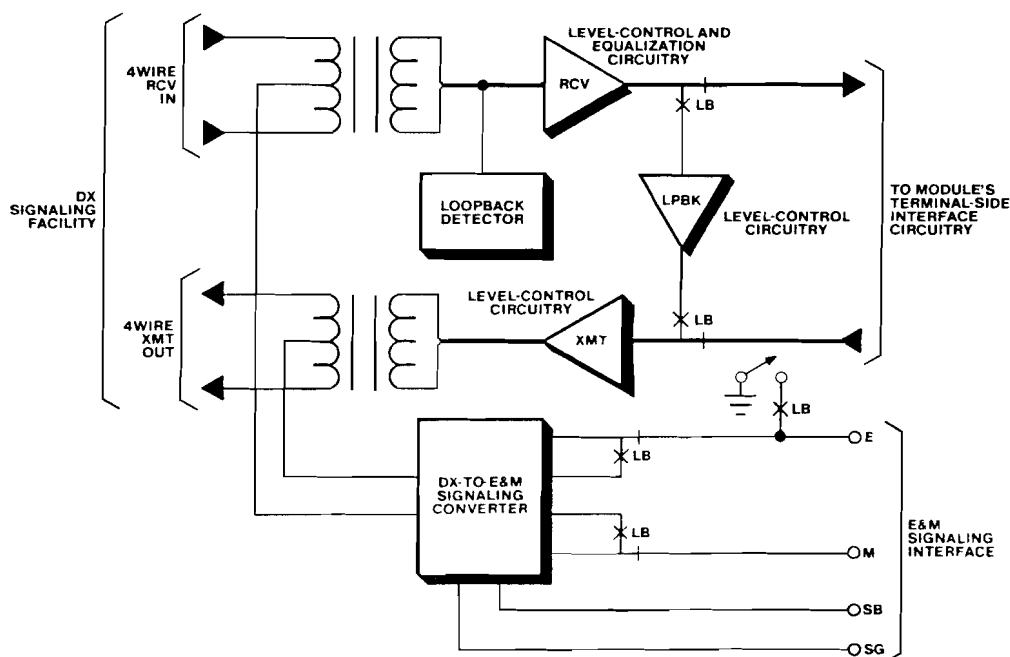 LEVEL-CONTROL AND
EQUALIZATION
CIRCUITRY
4WIRE
RCV
IN
RCV
LB
DX
SIGNALING
FACILITY
LOOPBACK
DETECTOR
LPBK
LEVEL-CONTROL
CIRCUITRY
TO MODULE'S
TERMINAL-SIDE
INTERFACE
CIRCUITRY
4WIRE
XMT
OUT
LEVEL-CONTROL
CIRCUITRY
XMT
LB
LB
DX-TO-E&M
SIGNALING
CONVERTER
LB
LB
E
M
SB
SG
E&M
SIGNALING
INTERFACE